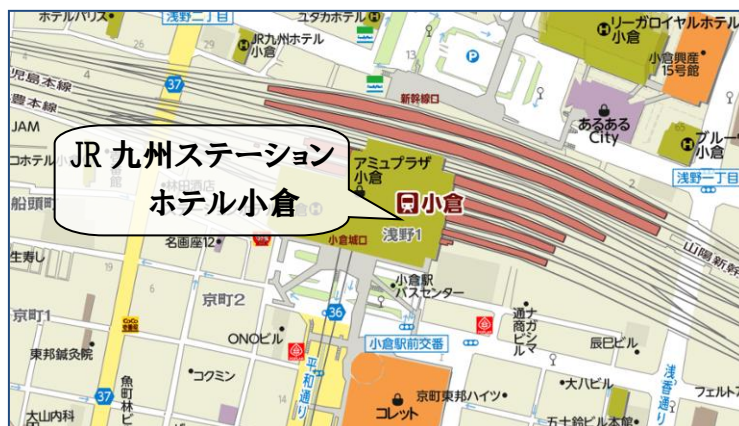 ホテルパリス
浅野二丁目
ユタカホテル
リーガロイヤルホテル
小倉
JR九州ホテル
小倉
小倉興産
15号館
37
新幹線口
児島本線
豊本線
あるある
City
ブルーウ
小倉
JAM
コホテル小
JR 九州ステーション
ホテル小倉
アミュプラザ
小倉
小倉
浅野一丁目
林田酒店
船頭町
浅野1
小倉城口
名画座12
山陽新幹
生寿し
小倉駅
バスセンター
京町2
京町1
36
ナガシマ
通商ビル
ONOビル
小倉駅前交番
辰巳ビル
東邦鍼灸院
平和通り
浅香通り
コクミン
魚町林ビ
37
京町東邦ハイツ
大八ビル
フェルト7
大山内科
コレット
五十鈴ビル本館